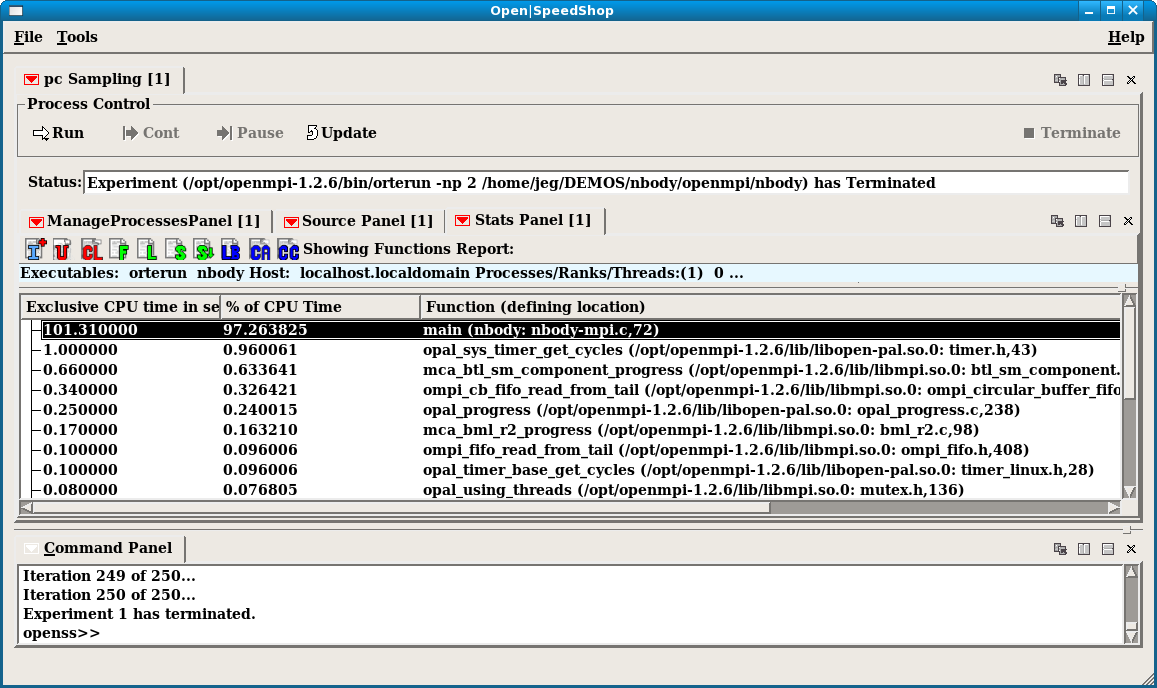 Open|SpeedShop
File Tools Help
pc Sampling [1]
Process Control
Run Cont Pause Update Terminate
Status: Experiment (/opt/openmpi-1.2.6/bin/orterun -np 2 /home/jeg/DEMOS/nbody/openmpi/nbody) has Terminated
ManageProcessesPanel [1] Source Panel [1] Stats Panel [1]
I+ U CL F L S S LB CA CC Showing Functions Report:
Executables: orterun nbody Host: localhost.localdomain Processes/Ranks/Threads:(1) 0 ...
Exclusive CPU time in se % of CPU Time Function (defining location)
101.310000 97.263825 main (nbody: nbody-mpi.c,72)
1.000000 0.960061 opal_sys_timer_get_cycles (/opt/openmpi-1.2.6/lib/libopen-pal.so.0: timer.h,43)
0.660000 0.633641 mca_btl_sm_component_progress (/opt/openmpi-1.2.6/lib/libmpi.so.0: btl_sm_component.
0.340000 0.326421 ompi_cb_fifo_read_from_tail (/opt/openmpi-1.2.6/lib/libmpi.so.0: ompi_circular_buffer_fifo
0.250000 0.240015 opal_progress (/opt/openmpi-1.2.6/lib/libopen-pal.so.0: opal_progress.c,238)
0.170000 0.163210 mca_bml_r2_progress (/opt/openmpi-1.2.6/lib/libmpi.so.0: bml_r2.c,98)
0.100000 0.096006 ompi_fifo_read_from_tail (/opt/openmpi-1.2.6/lib/libmpi.so.0: ompi_fifo.h,408)
0.100000 0.096006 opal_timer_base_get_cycles (/opt/openmpi-1.2.6/lib/libopen-pal.so.0: timer_linux.h,28)
0.080000 0.076805 opal_using_threads (/opt/openmpi-1.2.6/lib/libmpi.so.0: mutex.h,136)
Command Panel
Iteration 249 of 250...
Iteration 250 of 250...
Experiment 1 has terminated.
openss>>